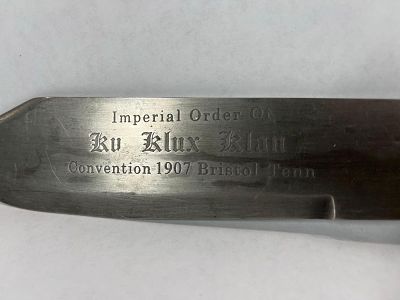 Imperial Order Of
Ku Klux Klan
Convention 1907 Bristol Tenn